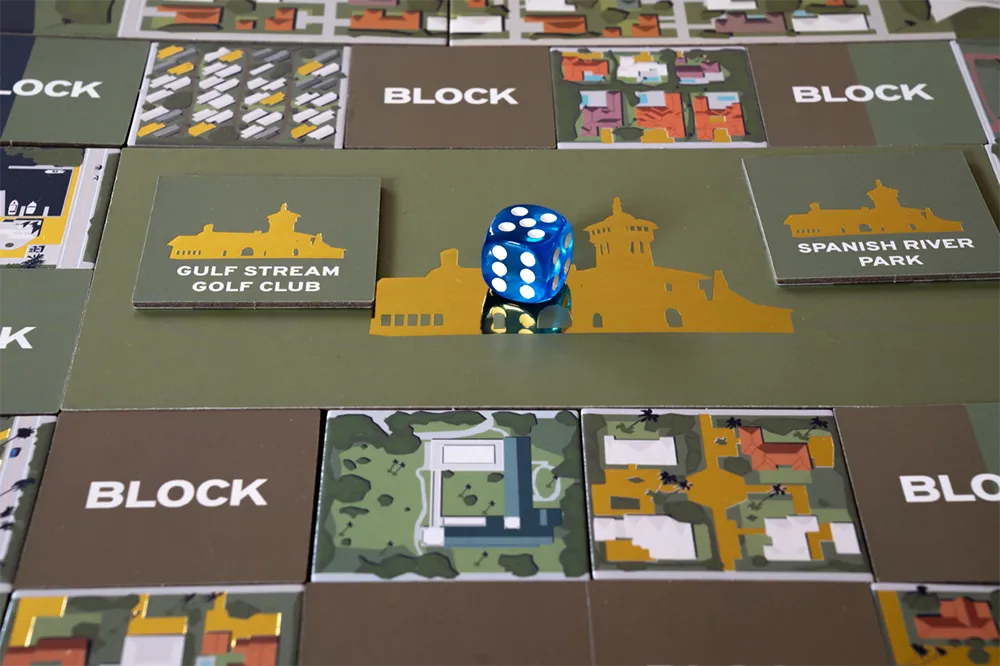 LOCK
BLOCK
BLOCK
GULF STREAM
GOLF CLUB
SPANISH RIVER
PARK
K
BLOCK
BLO